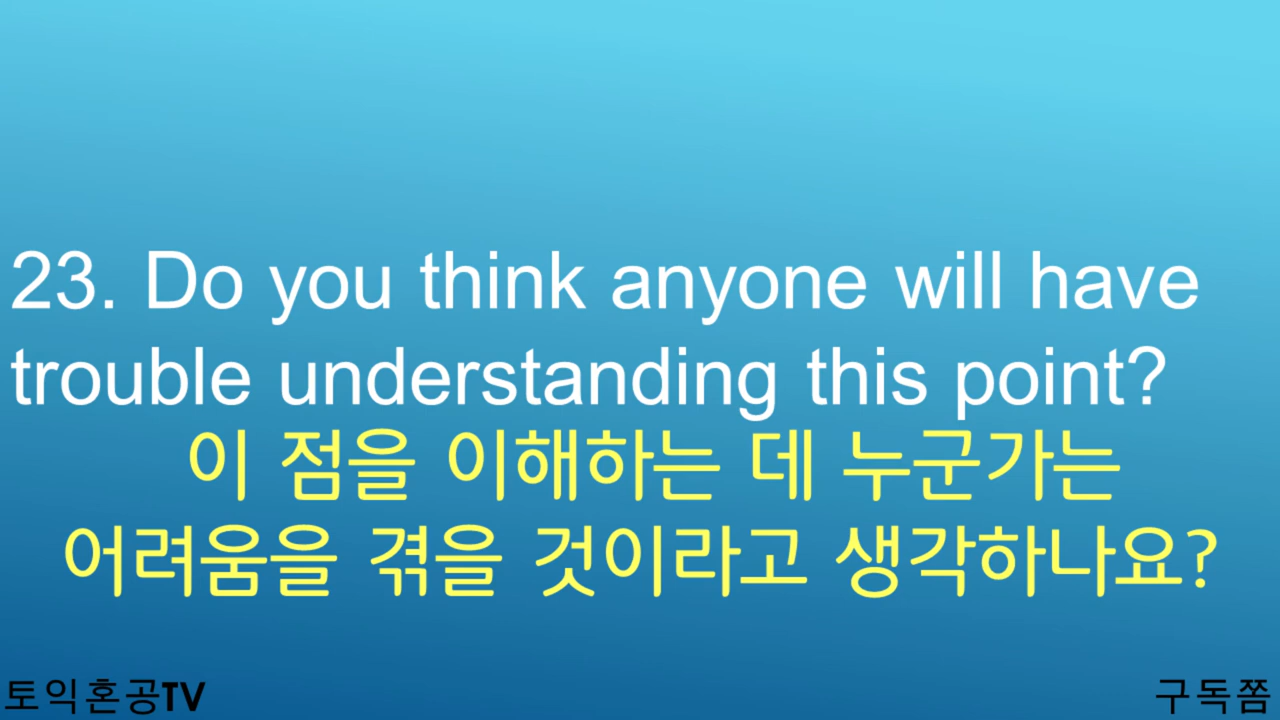 23. Do you think anyone will have
trouble understanding this point?
이 점을 이해하는 데 누군가는
어려움을 겪을 것이라고 생각하나요?
토익혼공TV
구독쫌